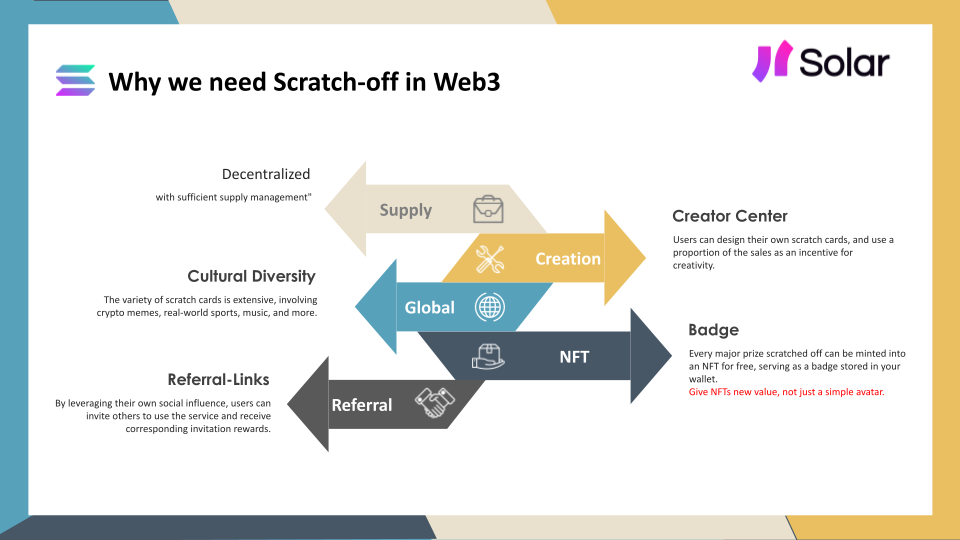 Why we need Scratch-off in Web3
Solar
Decentralized
with sufficient supply management"
Supply
Creator Center
Users can design their own scratch cards, and use a
proportion of the sales as an incentive for
creativity.
Creation
Cultural Diversity
The variety of scratch cards is extensive, involving
crypto memes, real-world sports, music, and more.
Global
Badge
Every major prize scratched off can be minted into
an NFT for free, serving as a badge stored in your
wallet.
Give NFTs new value, not just a simple avatar.
NFT
Referral-Links
By leveraging their own social influence, users can
invite others to use the service and receive
corresponding invitation rewards.
Referral